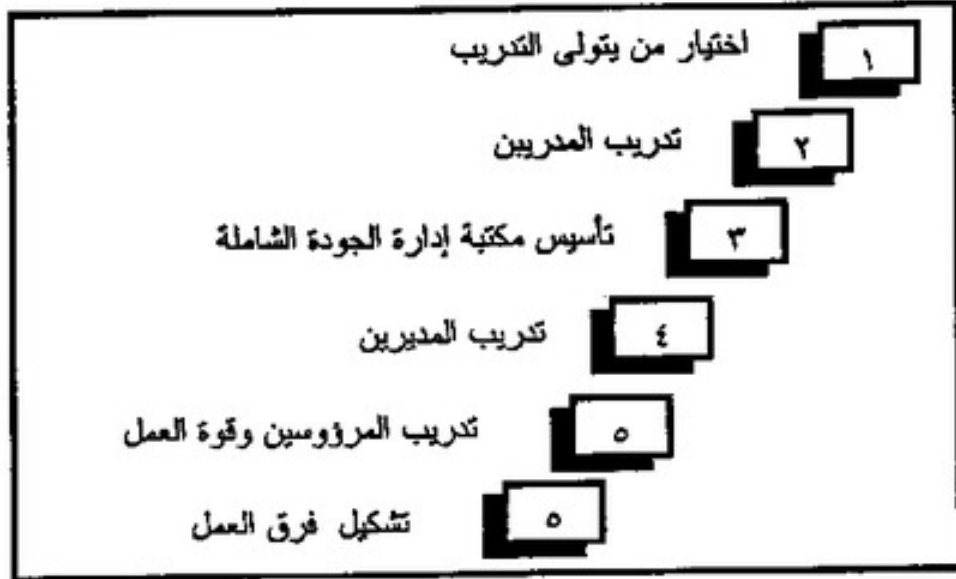 ١ اختيار من يتولى التدريب
٢ تدريب المدربين
٣ تأسيس مكتبة إدارة الجودة الشاملة
٤ تدريب المديرين
٥ تدريب المرؤوسين وقوة العمل
٥ تشكيل فرق العمل